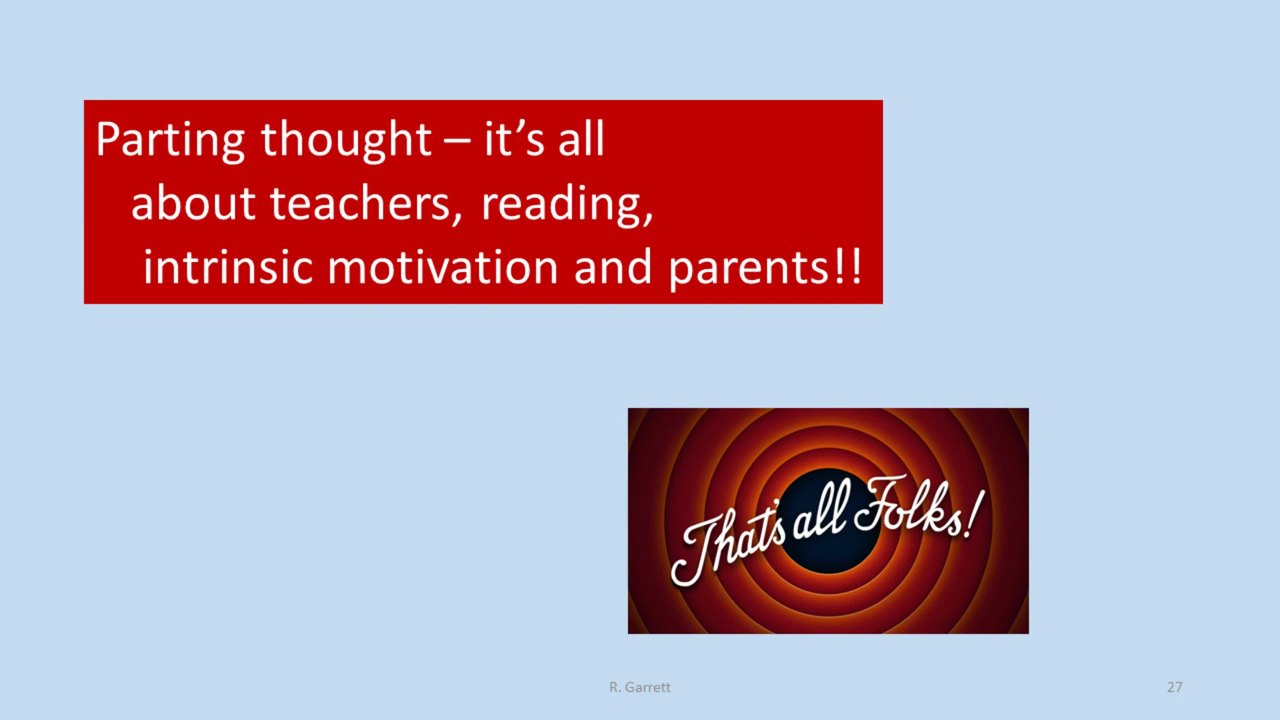 Parting thought – it’s all
about teachers, reading,
intrinsic motivation and parents!!
That's all Folks!
R. Garrett
27